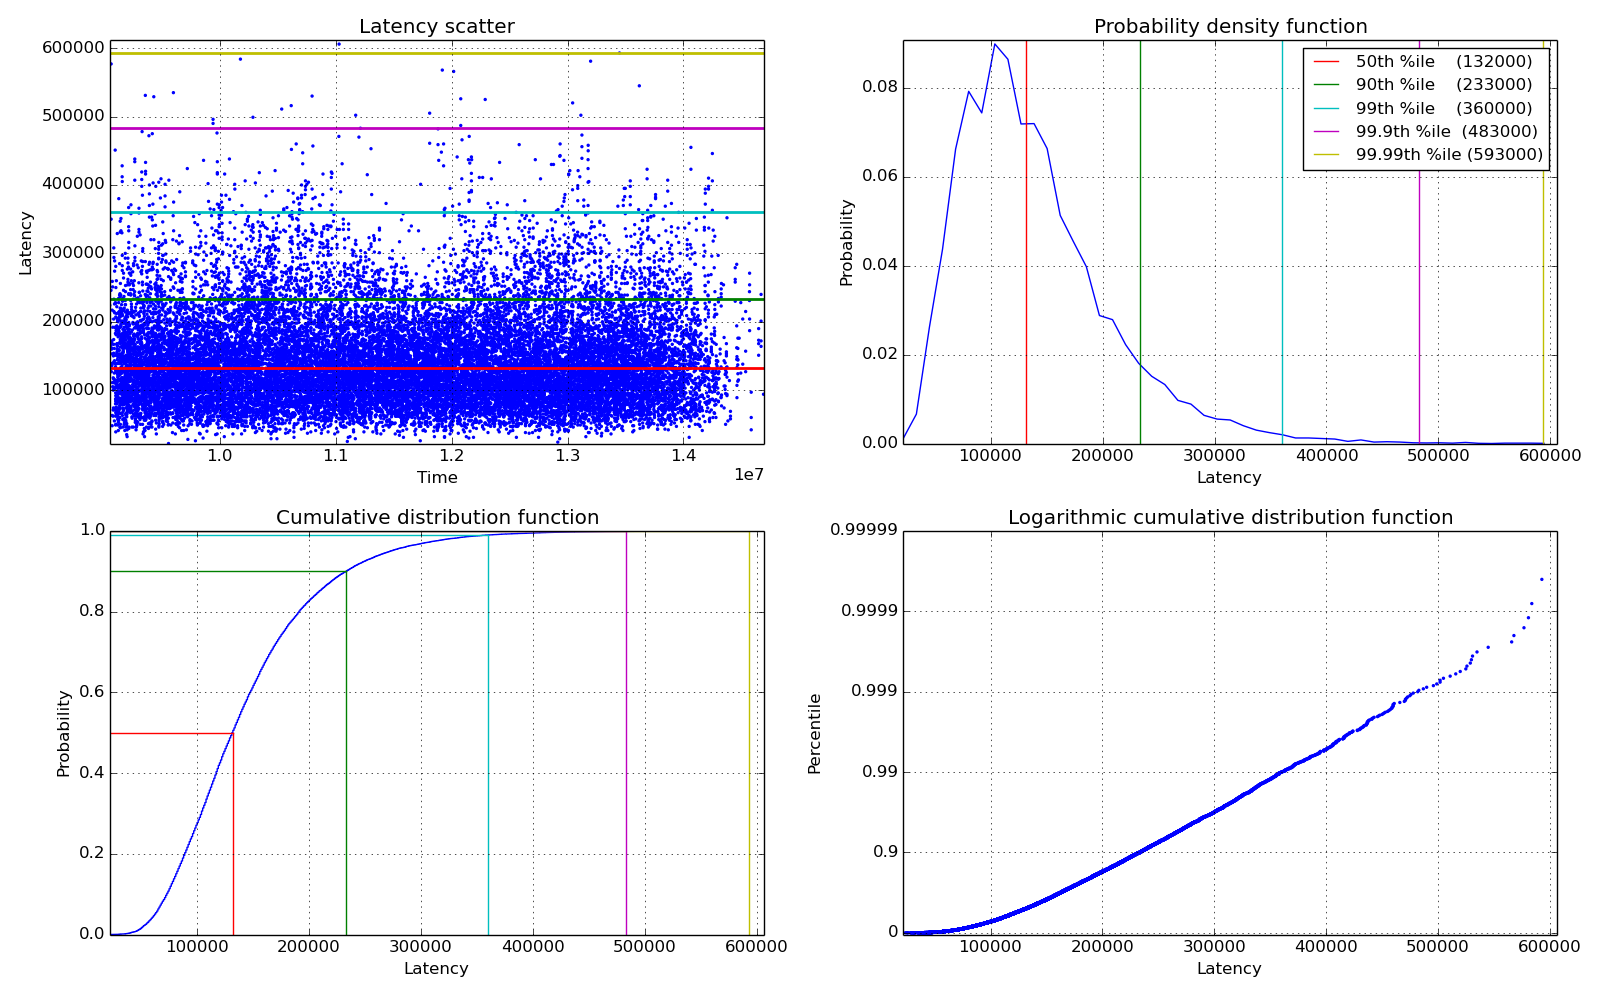 Latency scatter
600000
500000
400000
300000
200000
100000
Latency
1.0 1.1 1.2 1.3 1.4
1e7
Time
Probability density function
50th %ile (132000)
90th %ile (233000)
99th %ile (360000)
99.9th %ile (483000)
99.99th %ile (593000)
0.08
0.06
0.04
0.02
0.00
Probability
100000 200000 300000 400000 500000 600000
Latency
Cumulative distribution function
1.0
0.8
0.6
0.4
0.2
0.0
Probability
100000 200000 300000 400000 500000 600000
Latency
Logarithmic cumulative distribution function
0.99999
0.9999
0.999
0.99
0.9
0
Percentile
100000 200000 300000 400000 500000 600000
Latency